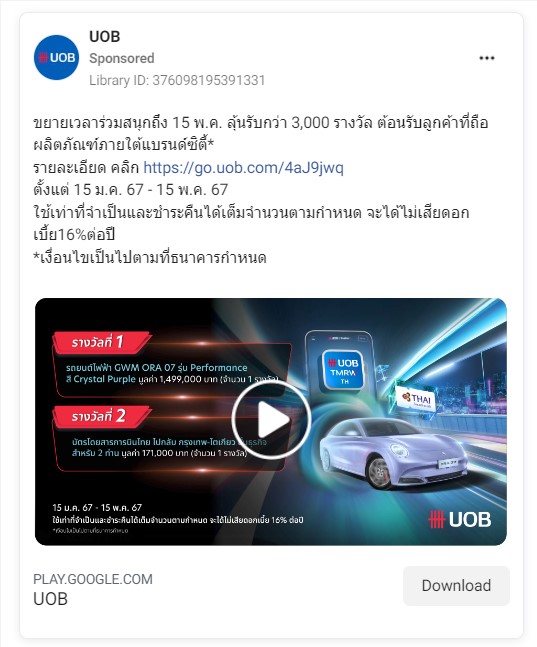 UOB
UOB
Sponsored
Library ID: 376098195391331
ขยายเวลาร่วมสนุกถึง 15 พ.ค. ลุ้นรับกว่า 3,000 รางวัล ต้อนรับลูกค้าที่ถือ
ผลิตภัณฑ์ภายใต้แบรนด์ซิตี้*
รายละเอียด คลิก https://go.uob.com/4aJ9jwq
ตั้งแต่ 15 ม.ค. 67 - 15 พ.ค. 67
ใช้เท่าที่จำเป็นและชำระคืนได้เต็มจำนวนตามกำหนด จะได้ไม่เสียดอก
เบี้ย16%ต่อปี
*เงื่อนไขเป็นไปตามที่ธนาคารกำหนด
รางวัลที่ 1
รถยนต์ไฟฟ้า GWM ORA 07 รุ่น Performance
สี Crystal Purple มูลค่า 1,499,000 บาท (จำนวน 1 รางวัล)
UOB
TMRW
TH
THAI
รางวัลที่ 2
บัตรโดยสารการบินไทย ไปกลับ กรุงเทพ-โตเกียว ชั้นธุรกิจ
สำหรับ 2 ท่าน มูลค่า 171,000 บาท (จำนวน 1 รางวัล)
15 ม.ค. 67 - 15 พ.ค. 67
ใช้เท่าที่จำเป็นและชำระคืนได้เต็มจำนวนตามกำหนด จะได้ไม่เสียดอกเบี้ย 16% ต่อปี
*เงื่อนไขเป็นไปตามที่ธนาคารกำหนด
UOB
PLAY.GOOGLE.COM
UOB
Download